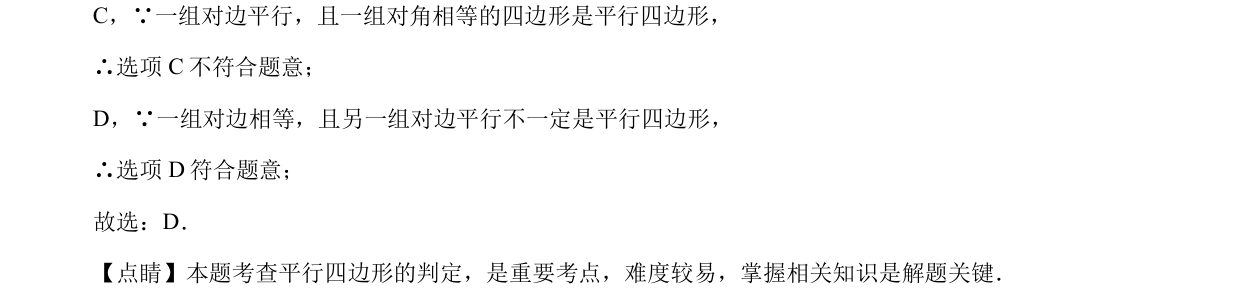 C，∵一组对边平行，且一组对角相等的四边形是平行四边形，
∴选项 C 不符合题意；
D，∵一组对边相等，且另一组对边平行不一定是平行四边形，
∴选项 D 符合题意；
故选：D．
【点睛】本题考查平行四边形的判定，是重要考点，难度较易，掌握相关知识是解题关键．